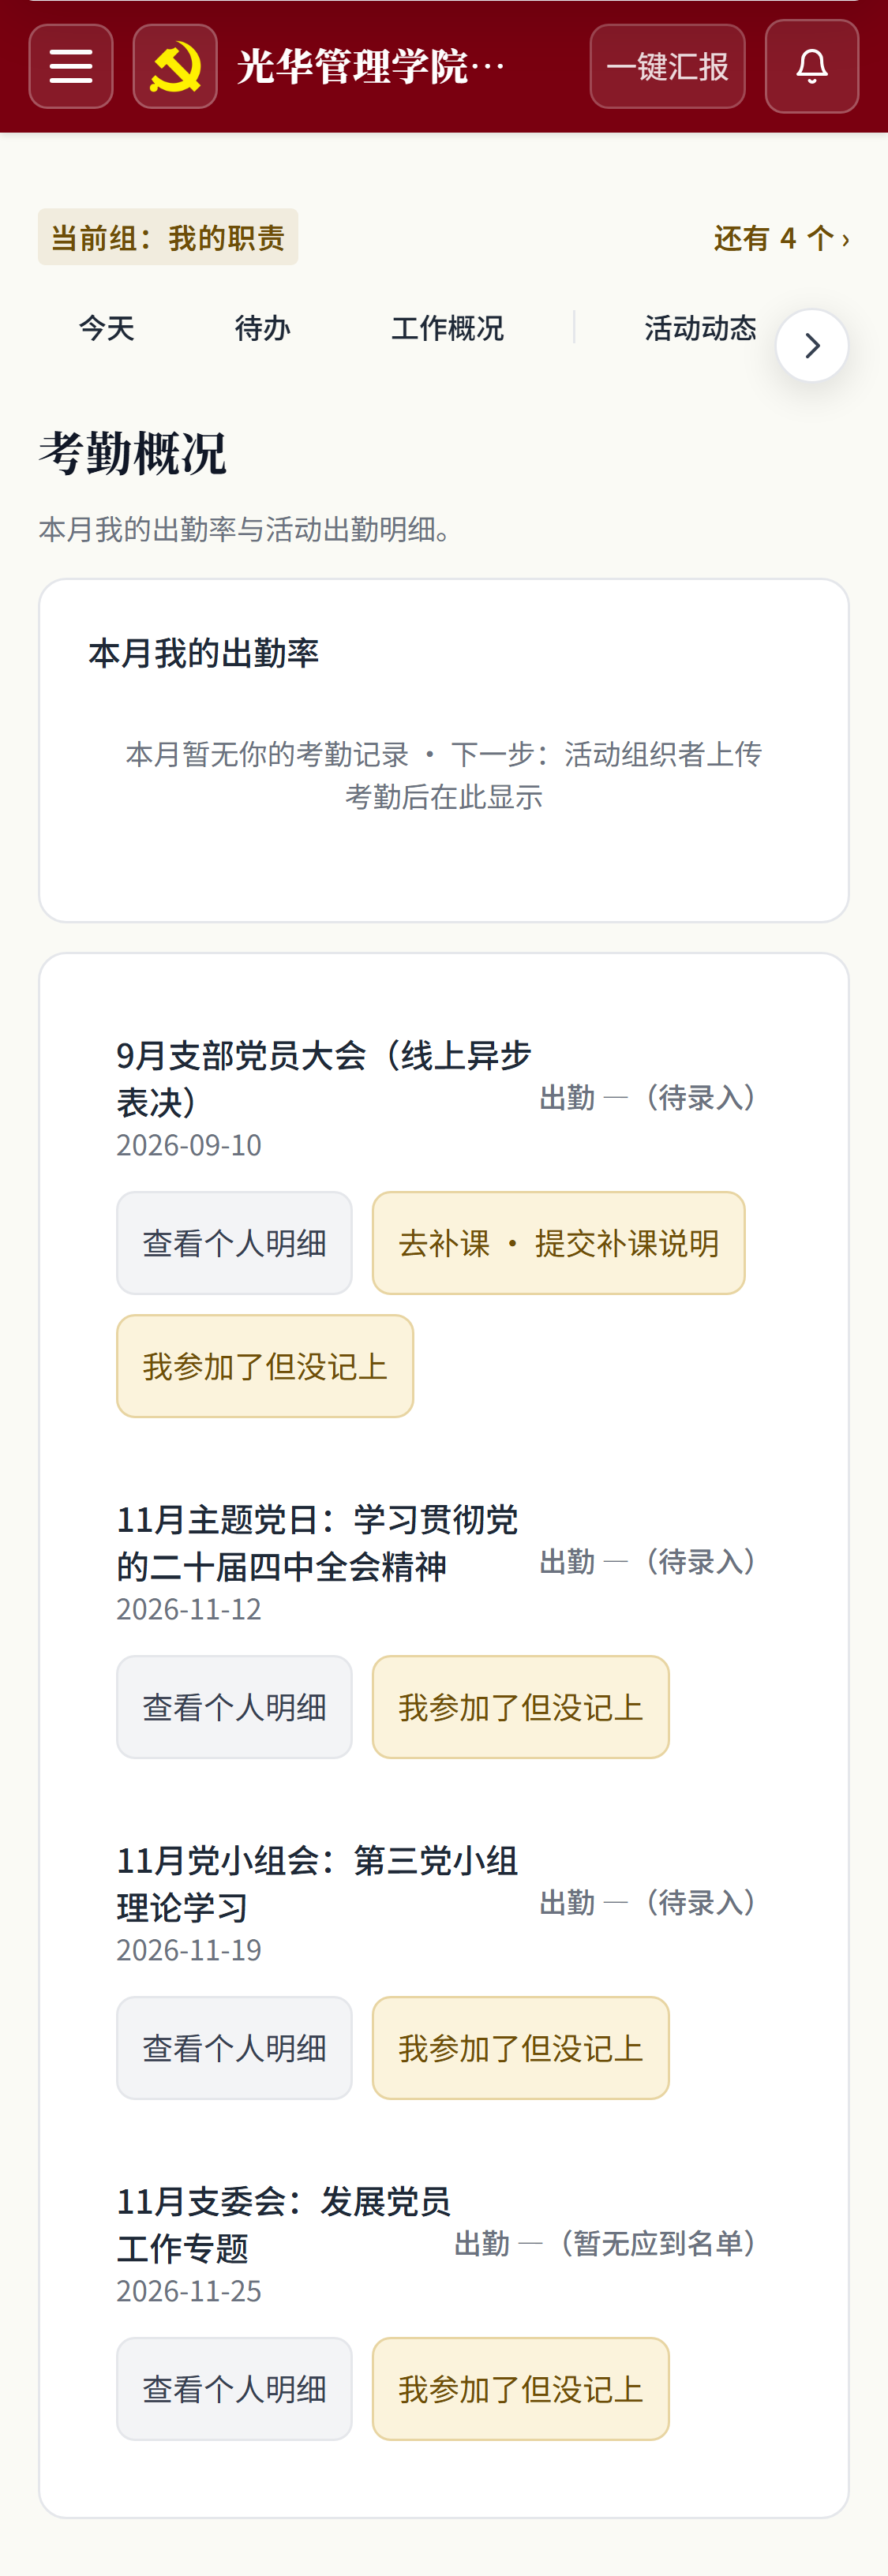 光华管理学院…
一键汇报
当前组：我的职责
还有 4 个 ›
今天
待办
工作概况
活动动态
考勤概况
本月我的出勤率与活动出勤明细。
本月我的出勤率
本月暂无你的考勤记录 · 下一步：活动组织者上传
考勤后在此显示
9月支部党员大会（线上异步
表决）
出勤 —（待录入）
2026-09-10
查看个人明细
去补课 · 提交补课说明
我参加了但没记上
11月主题党日：学习贯彻党
的二十届四中全会精神
出勤 —（待录入）
2026-11-12
查看个人明细
我参加了但没记上
11月党小组会：第三党小组
理论学习
出勤 —（待录入）
2026-11-19
查看个人明细
我参加了但没记上
11月支委会：发展党员
工作专题
出勤 —（暂无应到名单）
2026-11-25
查看个人明细
我参加了但没记上